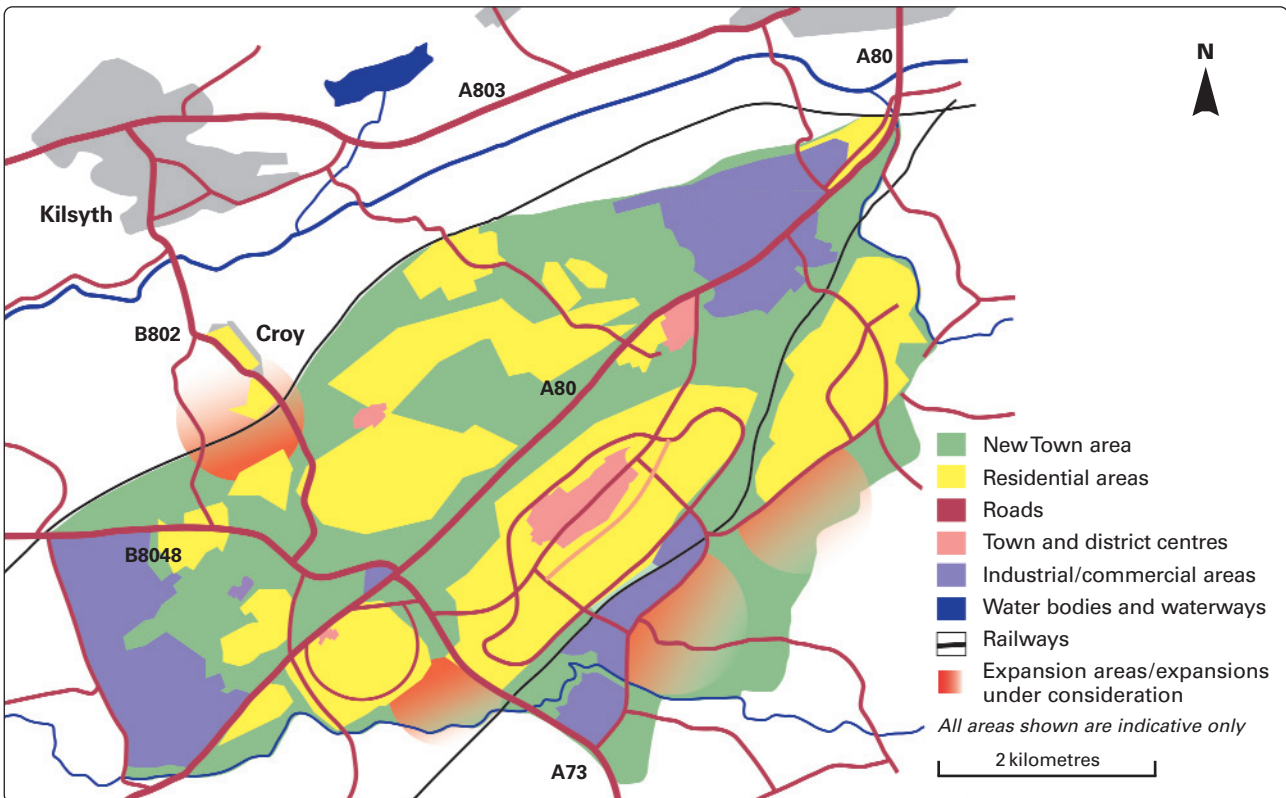 A80
N
A803
Kilsyth
B802
Croy
A80
B8048
A73
New Town area
Residential areas
Roads
Town and district centres
Industrial/commercial areas
Water bodies and waterways
Railways
Expansion areas/expansions
under consideration
All areas shown are indicative only
2 kilometres